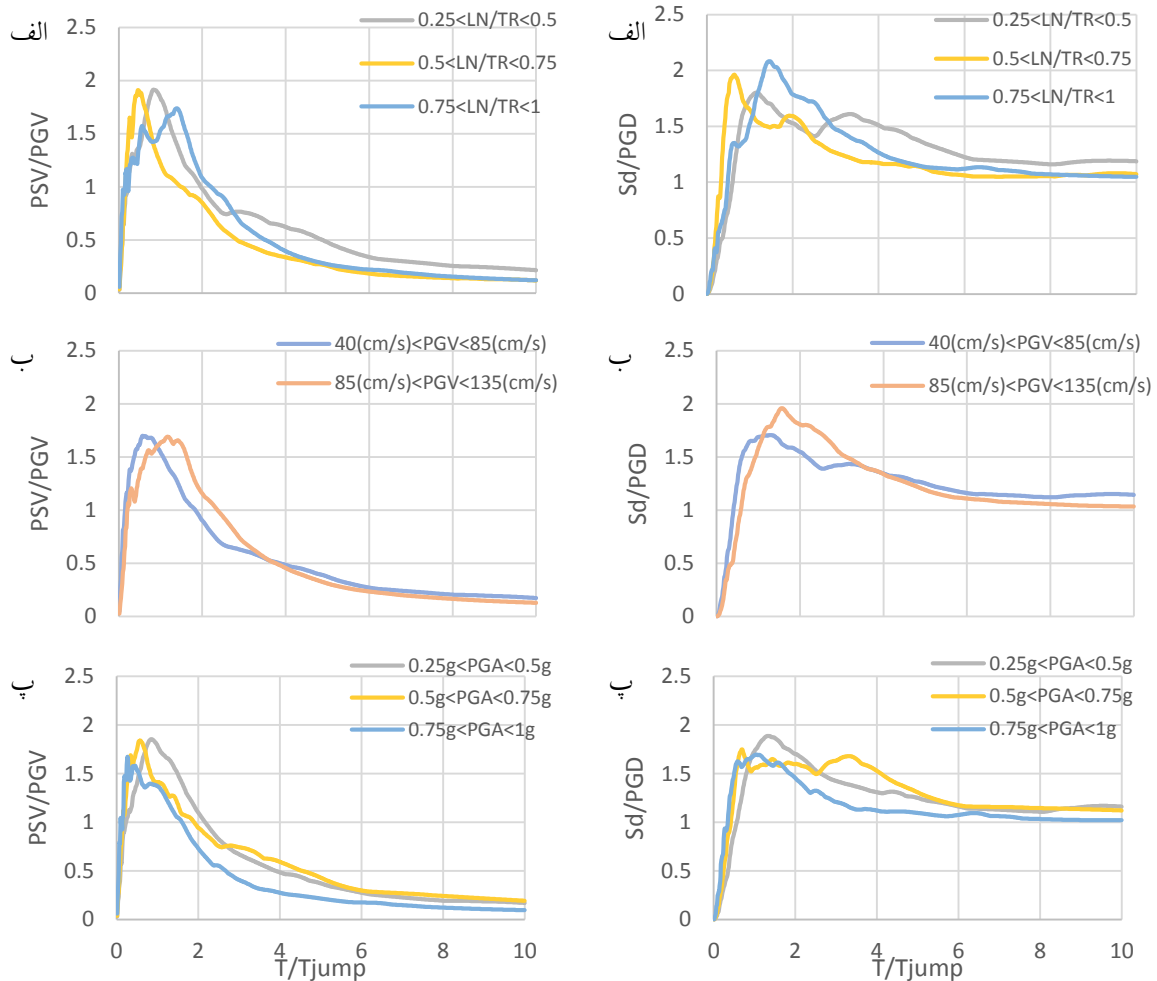 الف
PSV/PGV
2.5
2
1.5
1
0.5
0
0.25<LN/TR<0.5
0.5<LN/TR<0.75
0.75<LN/TR<1
الف
Sd/PGD
2.5
2
1.5
1
0.5
0
0.25<LN/TR<0.5
0.5<LN/TR<0.75
0.75<LN/TR<1
ب
PSV/PGV
2.5
2
1.5
1
0.5
0
40(cm/s)<PGV<85(cm/s)
85(cm/s)<PGV<135(cm/s)
ب
Sd/PGD
2.5
2
1.5
1
0.5
0
40(cm/s)<PGV<85(cm/s)
85(cm/s)<PGV<135(cm/s)
پ
PSV/PGV
2.5
2
1.5
1
0.5
0
0.25g<PGA<0.5g
0.5g<PGA<0.75g
0.75g<PGA<1g
0 2 4 6 8 10
T/Tjump
پ
Sd/PGD
2.5
2
1.5
1
0.5
0
0.25g<PGA<0.5g
0.5g<PGA<0.75g
0.75g<PGA<1g
0 2 4 6 8 10
T/Tjump